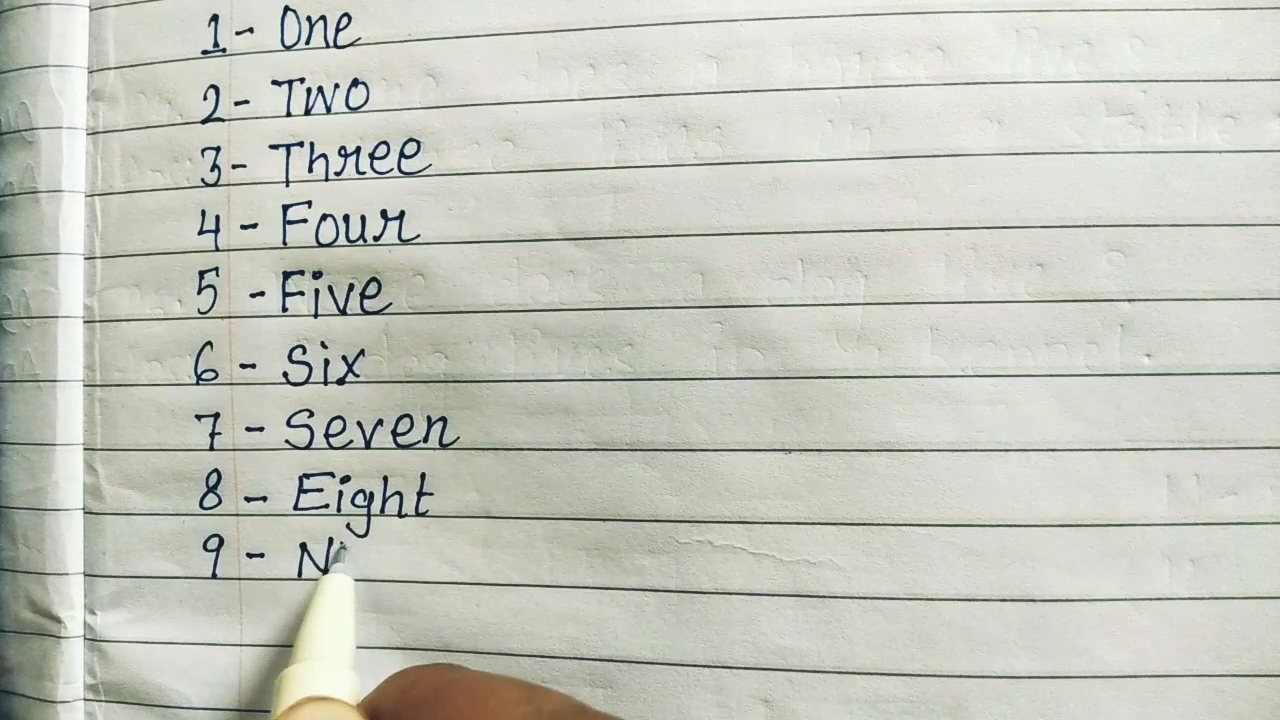 1- One
2- Two
3- Three
4 - Four
5 - Five
6 - Six
7 - Seven
8 - Eight
9 - N